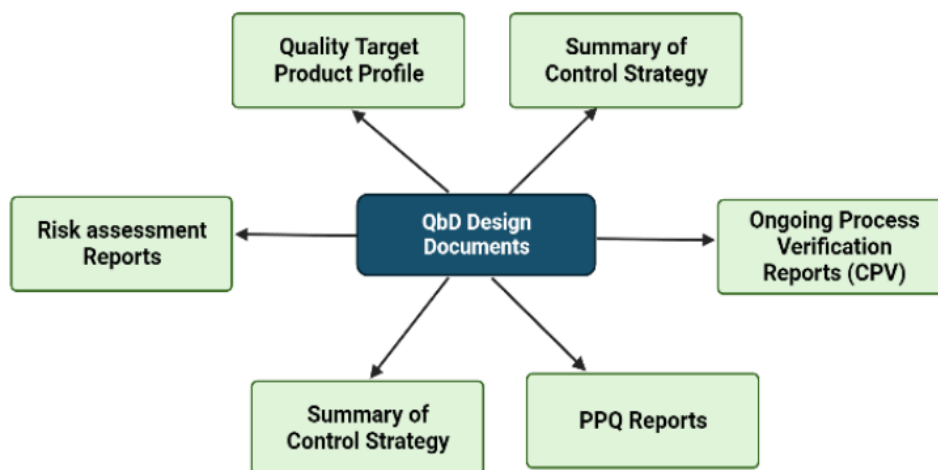 Quality Target
Product Profile
Summary of
Control Strategy
Risk assessment
Reports
QbD Design
Documents
Ongoing Process
Verification
Reports (CPV)
Summary of
Control Strategy
PPQ Reports